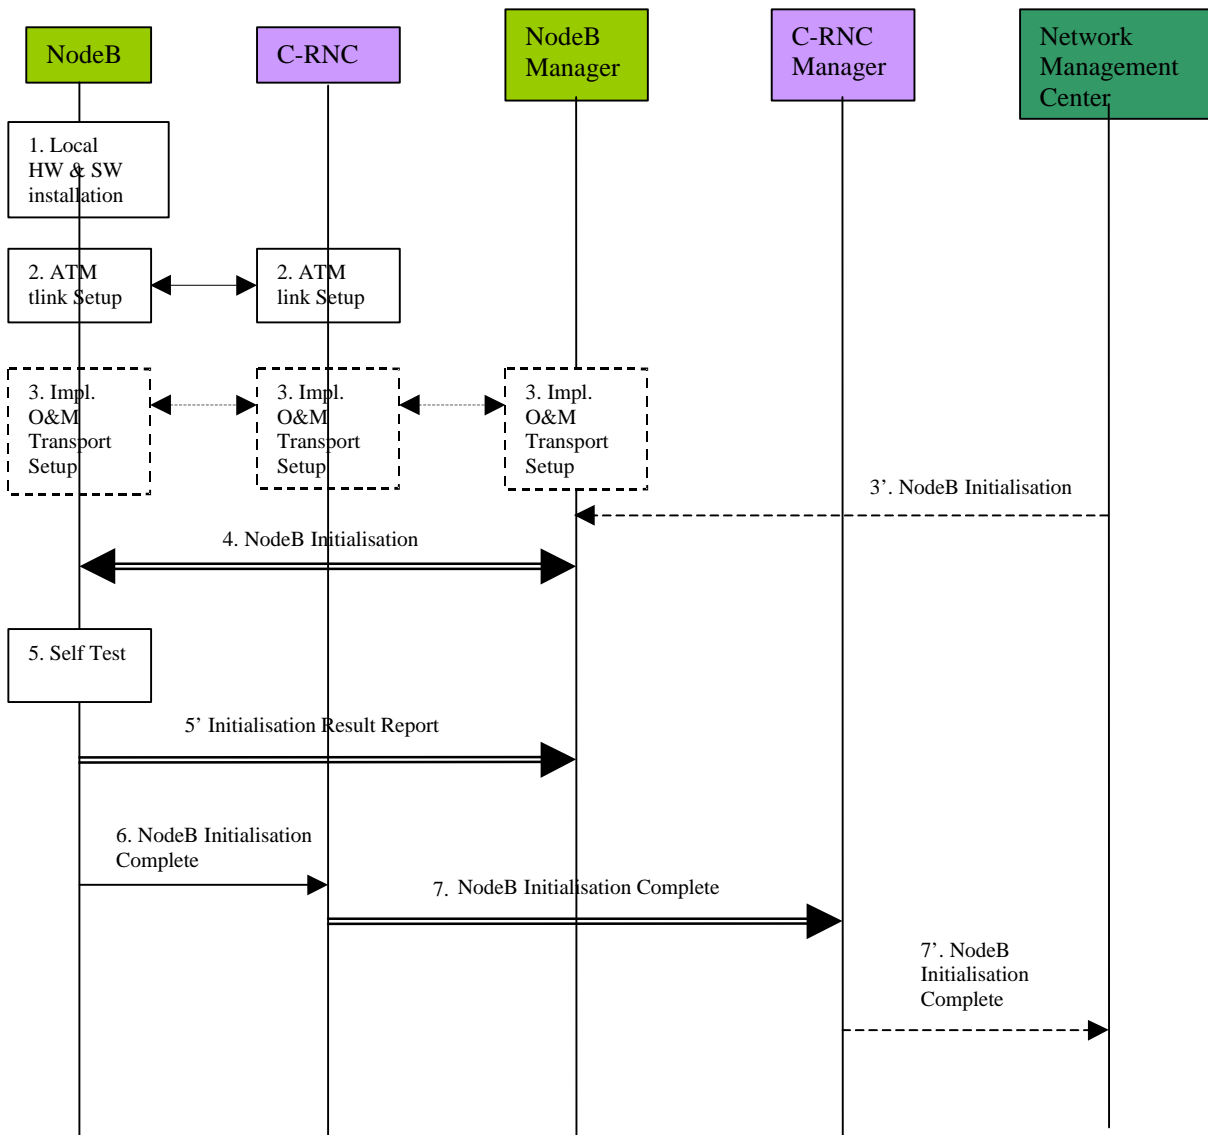 NodeB
C-RNC
NodeB
Manager
C-RNC
Manager
Network
Management
Center
1. Local
HW & SW
installation
2. ATM
tlink Setup
2. ATM
link Setup
3. Impl.
O&M
Transport
Setup
3. Impl.
O&M
Transport
Setup
3. Impl.
O&M
Transport
Setup
3’. NodeB Initialisation
4. NodeB Initialisation
5. Self Test
5’ Initialisation Result Report
6. NodeB Initialisation
Complete
7. NodeB Initialisation Complete
7’. NodeB
Initialisation
Complete